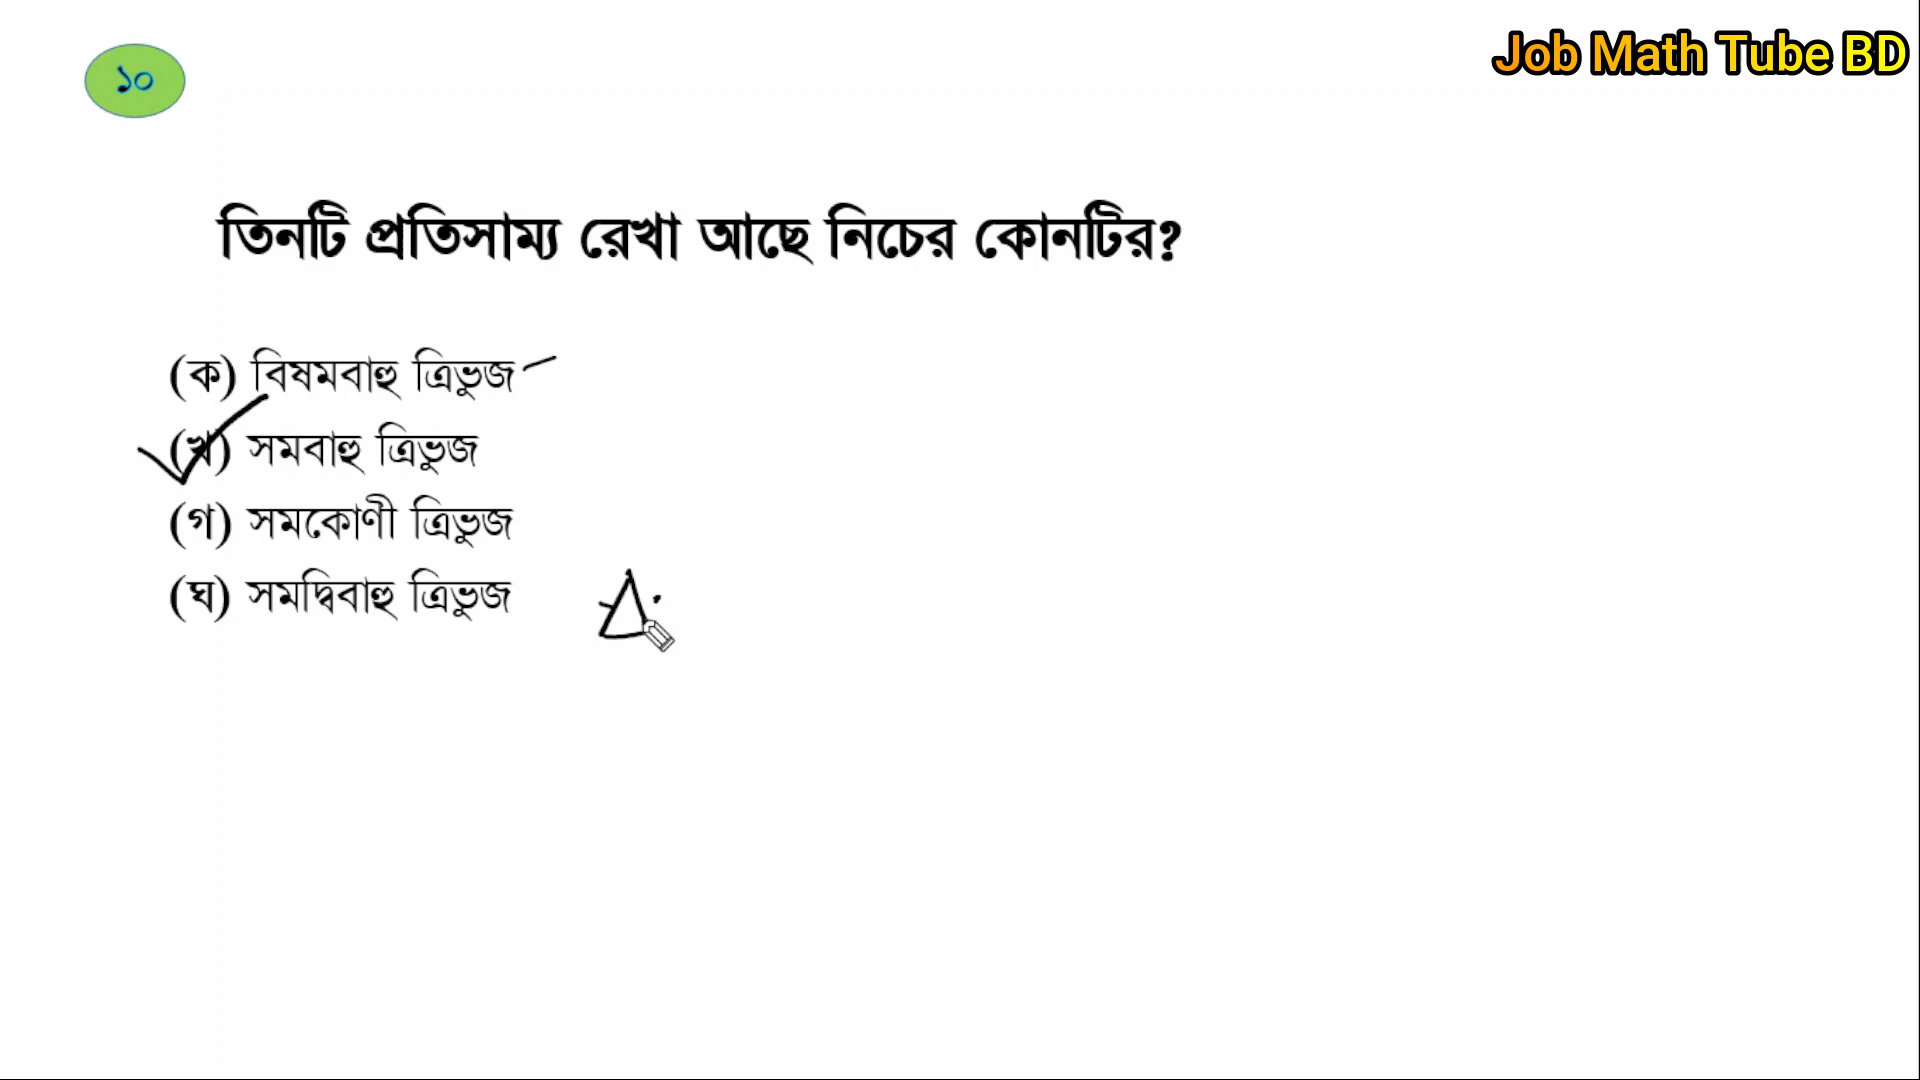 ১০
Job Math Tube BD
তিনটি প্রতিসাম্য রেখা আছে নিচের কোনটির?
(ক) বিষমবাহু ত্রিভুজ
(খ) সমবাহু ত্রিভুজ
(গ) সমকোণী ত্রিভুজ
(ঘ) সমদ্বিবাহু ত্রিভুজ